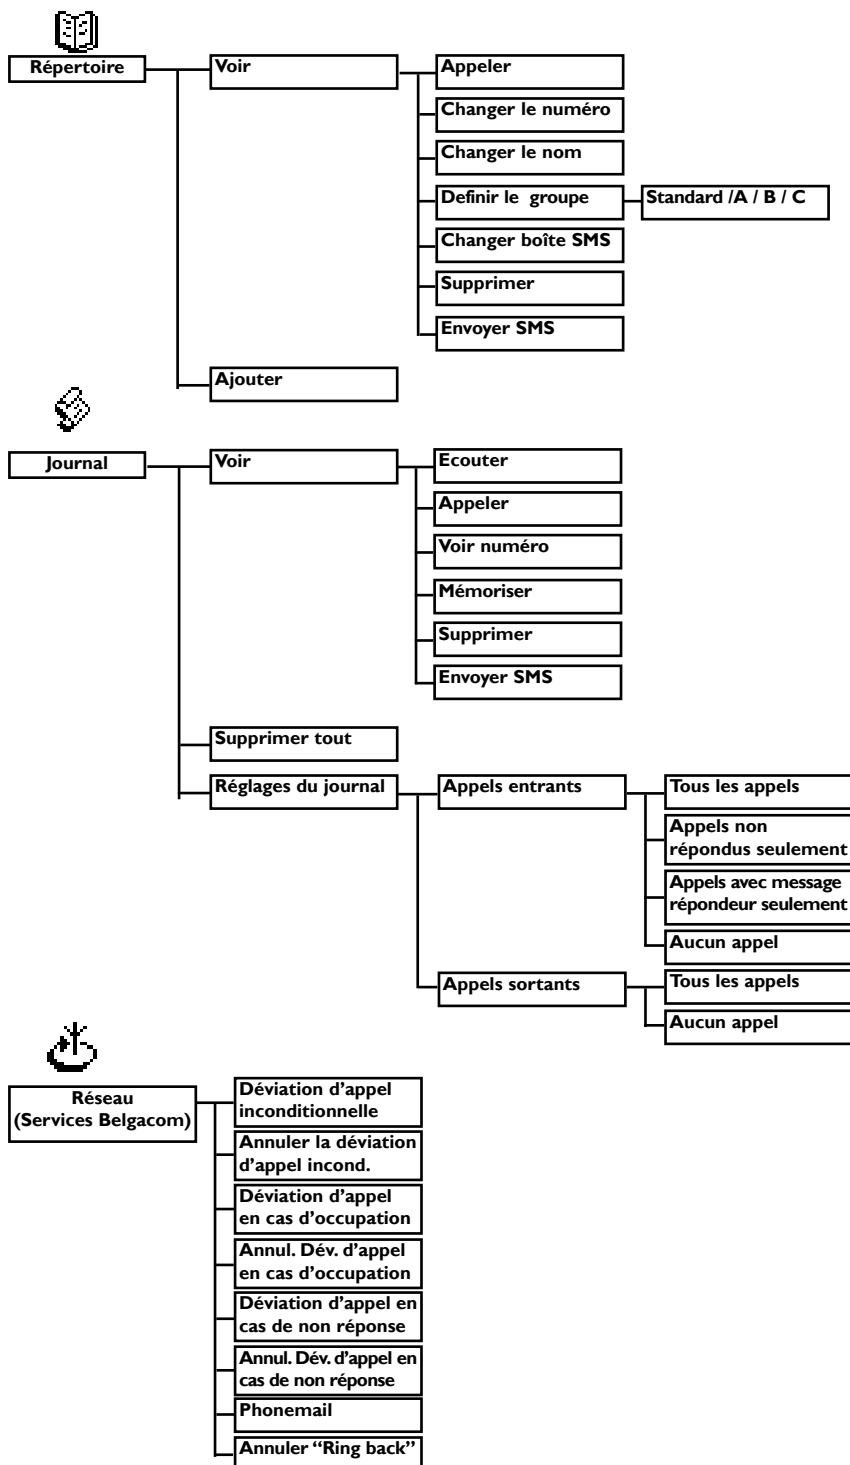 Répertoire
Voir
Appeler
Changer le numéro
Changer le nom
Definir le groupe
Standard /A / B / C
Changer boîte SMS
Supprimer
Envoyer SMS
Ajouter
Journal
Voir
Ecouter
Appeler
Voir numéro
Mémoriser
Supprimer
Envoyer SMS
Supprimer tout
Réglages du journal
Appels entrants
Tous les appels
Appels non
répondus seulement
Appels avec message
répondeur seulement
Aucun appel
Appels sortants
Tous les appels
Aucun appel
Réseau
(Services Belgacom)
Déviation d’appel
inconditionnelle
Annuler la déviation
d’appel incond.
Déviation d’appel
en cas d’occupation
Annul. Dév. d’appel
en cas d’occupation
Déviation d’appel en
cas de non réponse
Annul. Dév. d’appel en
cas de non réponse
Phonemail
Annuler “Ring back”